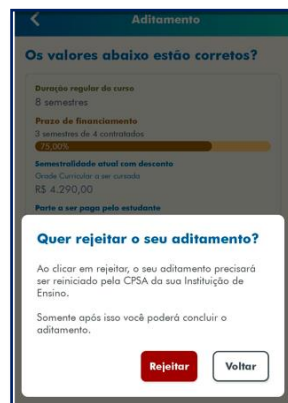 Aditamento
Os valores abaixo estão corretos?
Duração regular do curso
8 semestres
Prazo de financiamento
3 semestres de 4 contratados
75,00%
Semestralidade atual com desconto
Grade Curricular a ser cursada
R$ 4.290,00
Parte a ser paga pelo estudante
Quer rejeitar o seu aditamento?
Ao clicar em rejeitar, o seu aditamento precisará
ser reiniciado pela CPSA da sua Instituição de
Ensino.
Somente após isso você poderá concluir o
aditamento.
Rejeitar Voltar